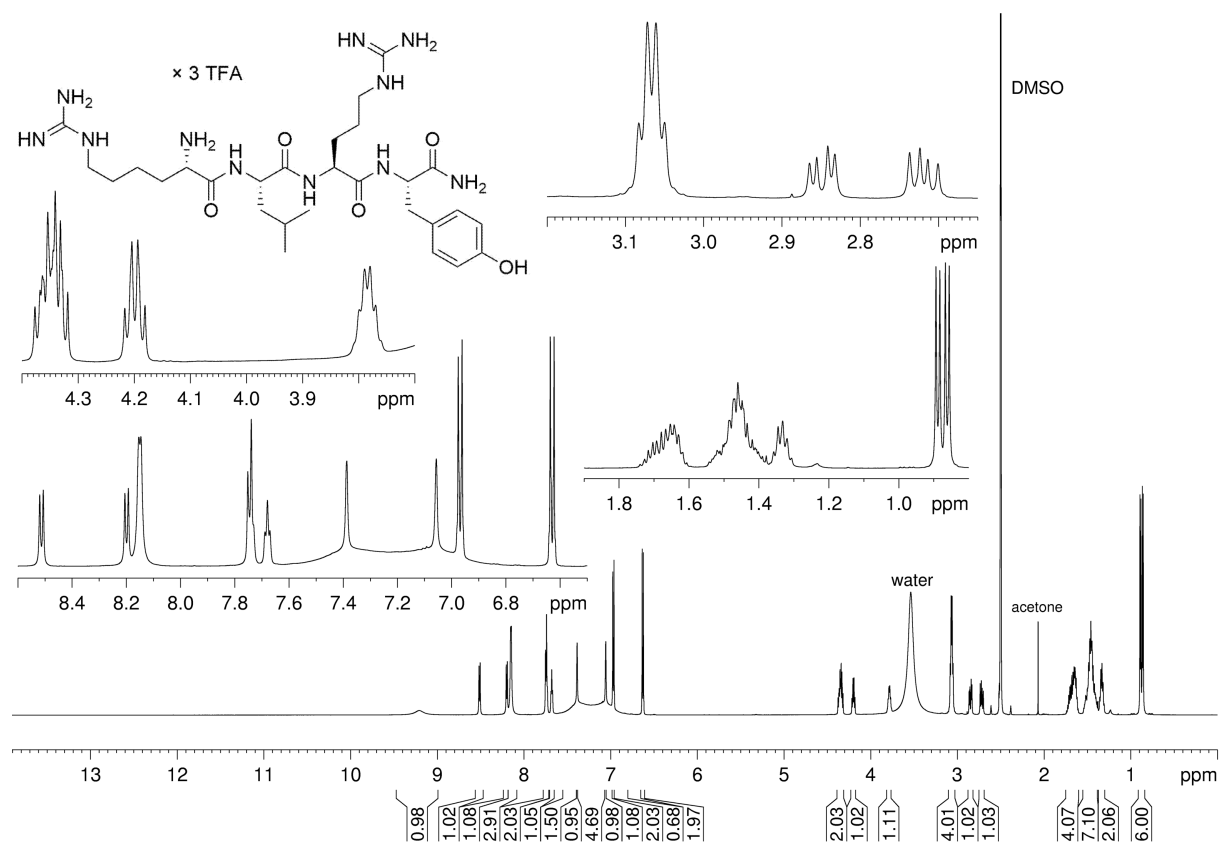 HN
NH2
NH
× 3 TFA
NH2
HN
NH
NH2
H
N
O
O
N
H
O
H
N
O
NH2
OH
DMSO
3.1 3.0 2.9 2.8 ppm
4.3 4.2 4.1 4.0 3.9 ppm
1.8 1.6 1.4 1.2 1.0 ppm
8.4 8.2 8.0 7.8 7.6 7.4 7.2 7.0 6.8 ppm
water
acetone
13 12 11 10 9 8 7 6 5 4 3 2 1 ppm
0.98 1.02 1.08 2.91 2.03 1.05 1.50 0.95 4.69 0.98 1.08 2.03 0.68 1.97 2.03 1.02 1.11 4.01 1.02 1.03 4.07 7.10 2.06 6.00